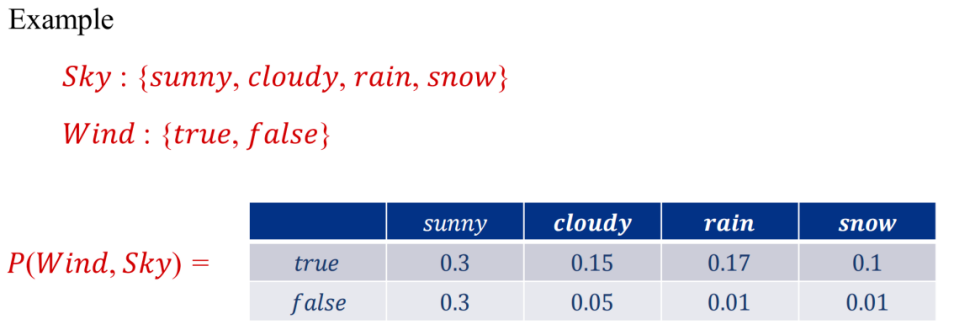 Example
Sky : {sunny, cloudy, rain, snow}
Wind : {true, false}
sunny cloudy rain snow
P(Wind, Sky) = true 0.3 0.15 0.17 0.1
false 0.3 0.05 0.01 0.01